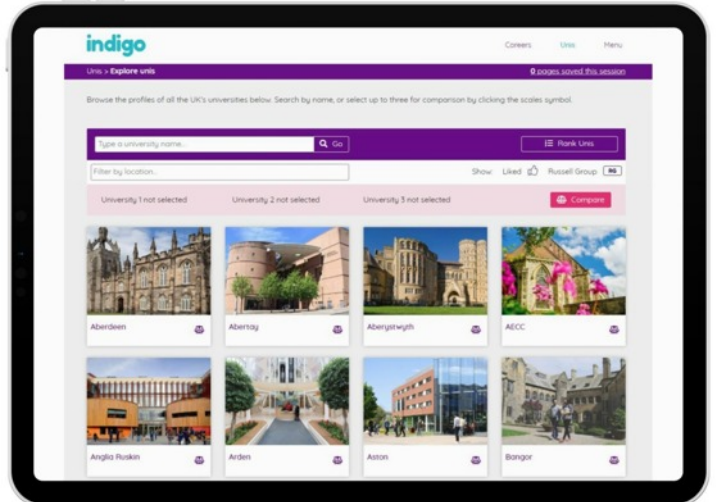 indigo
Careers Unis Menu
Unis > Explore unis
0 pages saved this session
Browse the profiles of all the UK's universities below. Search by name, or select up to three for comparison by clicking the scales symbol.
Type a university name... Go
Rank Unis
Filter by location...
Show: Liked Russell Group RG
University 1 not selected University 2 not selected University 3 not selected Compare
Aberdeen Abertay Aberystwyth AECC
Anglia Ruskin Arden Aston Bangor